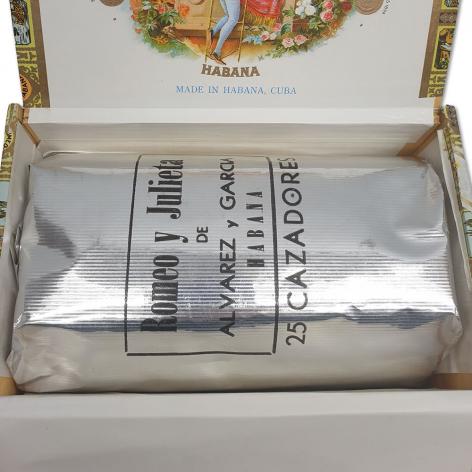 HABANA
MADE IN HABANA, CUBA
Romeo y Julieta
DE
ALVAREZ y GARCIA
HABANA
25 CAZADORES